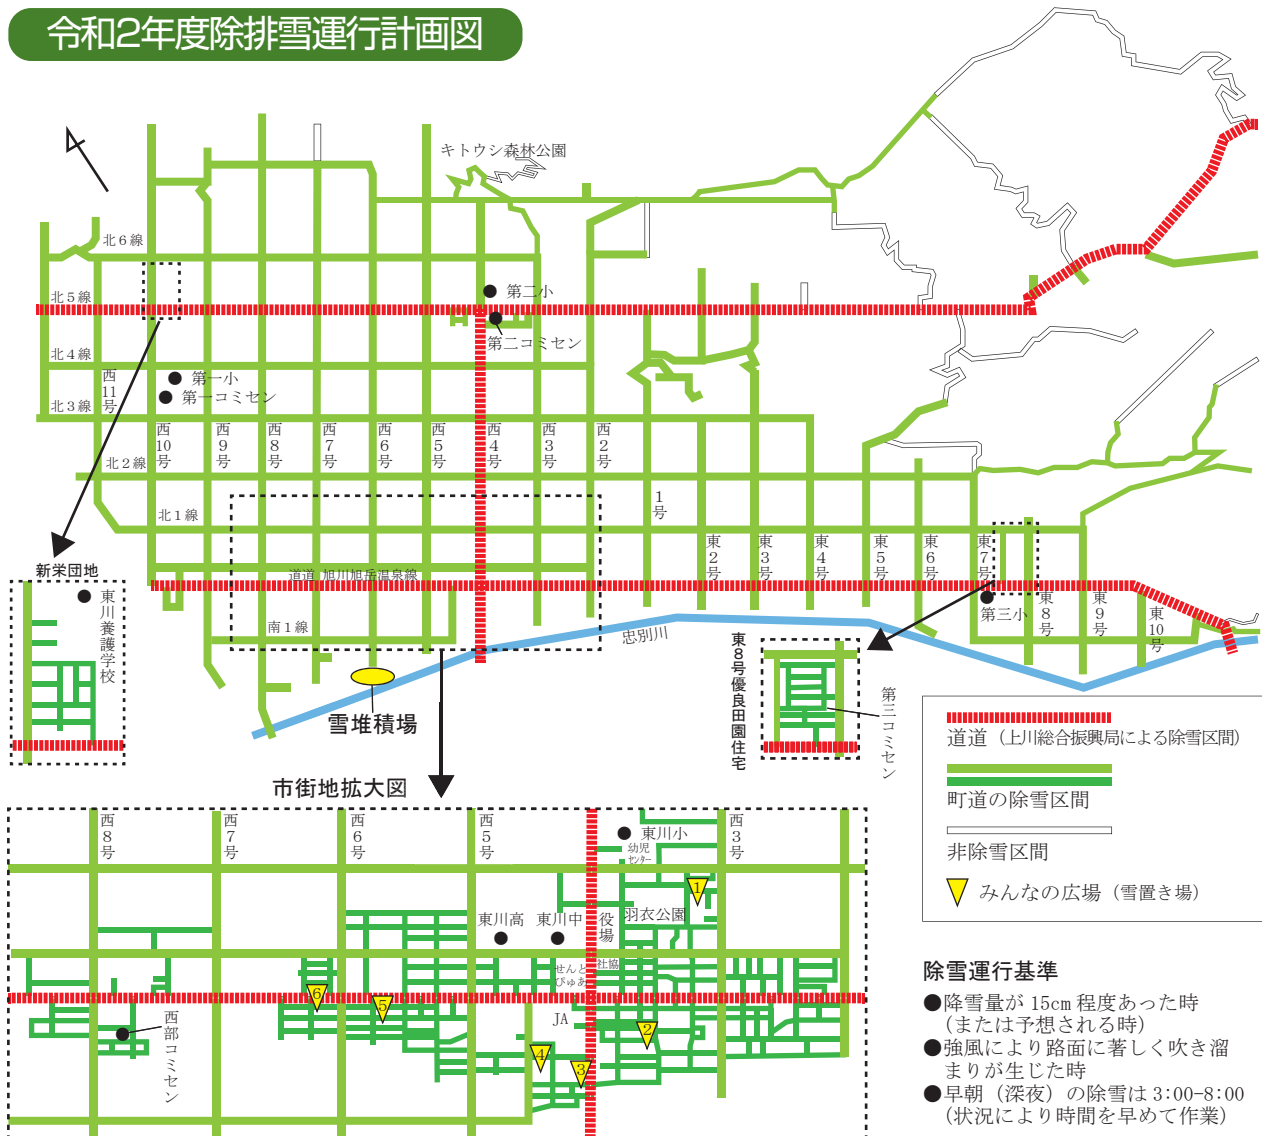 令和2年度除排雪運行計画図
キトウシ森林公園
北6線
北5線
第二小
第二コミセン
北4線
西11号
第一小
第一コミセン
北3線
西10号
西9号
西8号
西7号
西6号
西5号
西4号
西3号
西2号
北2線
1号
北1線
東2号
東3号
東4号
東5号
東6号
東7号
道道 旭川旭岳温泉線
第三小
東8号
東9号
東10号
南1線
忠別川
新栄団地
東川養護学校
雪堆積場
東8号優良田園住宅
第三コミセン
市街地拡大図
西8号
西7号
西6号
西5号
西3号
東川小
幼児
センター
1
東川高
東川中
役場
羽衣公園
せんと
ぴゅあ
社協
6
5
JA
2
西部コミセン
4
3
道道（上川総合振興局による除雪区間）
町道の除雪区間
非除雪区間
みんなの広場（雪置き場）
除雪運行基準
●降雪量が 15cm 程度あった時
（または予想される時）
●強風により路面に著しく吹き溜
まりが生じた時
●早朝（深夜）の除雪は 3:00-8:00
（状況により時間を早めて作業）